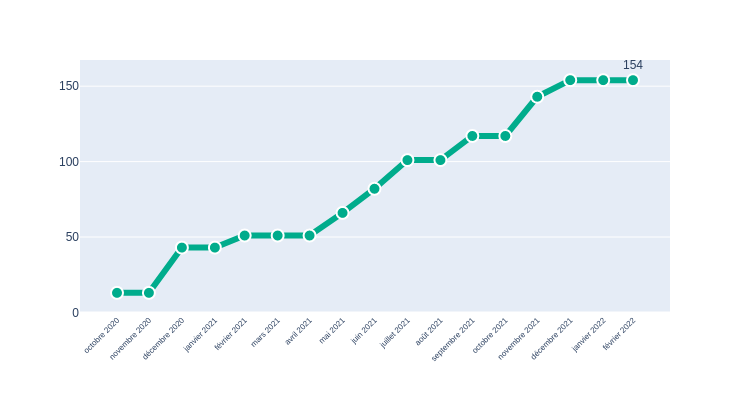 154
150
100
50
0
octobre 2020
novembre 2020
décembre 2020
janvier 2021
février 2021
mars 2021
avril 2021
mai 2021
juin 2021
juillet 2021
août 2021
septembre 2021
octobre 2021
novembre 2021
décembre 2021
janvier 2022
février 2022